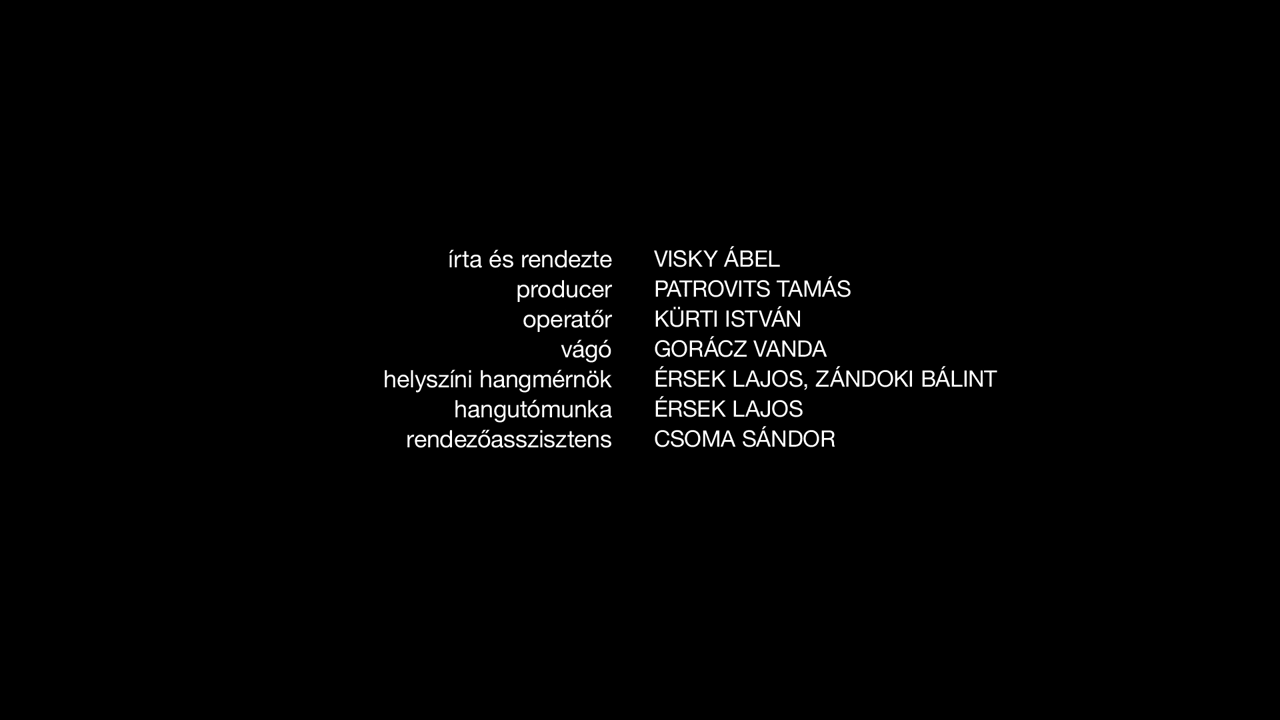 írta és rendezte VISKY ÁBEL
producer PATROVITS TAMÁS
operatőr KÜRTI ISTVÁN
vágó GORÁCZ VANDA
helyszíni hangmérnök ÉRSEK LAJOS, ZÁNDOKI BÁLINT
hangutómunka ÉRSEK LAJOS
rendezőasszisztens CSOMA SÁNDOR